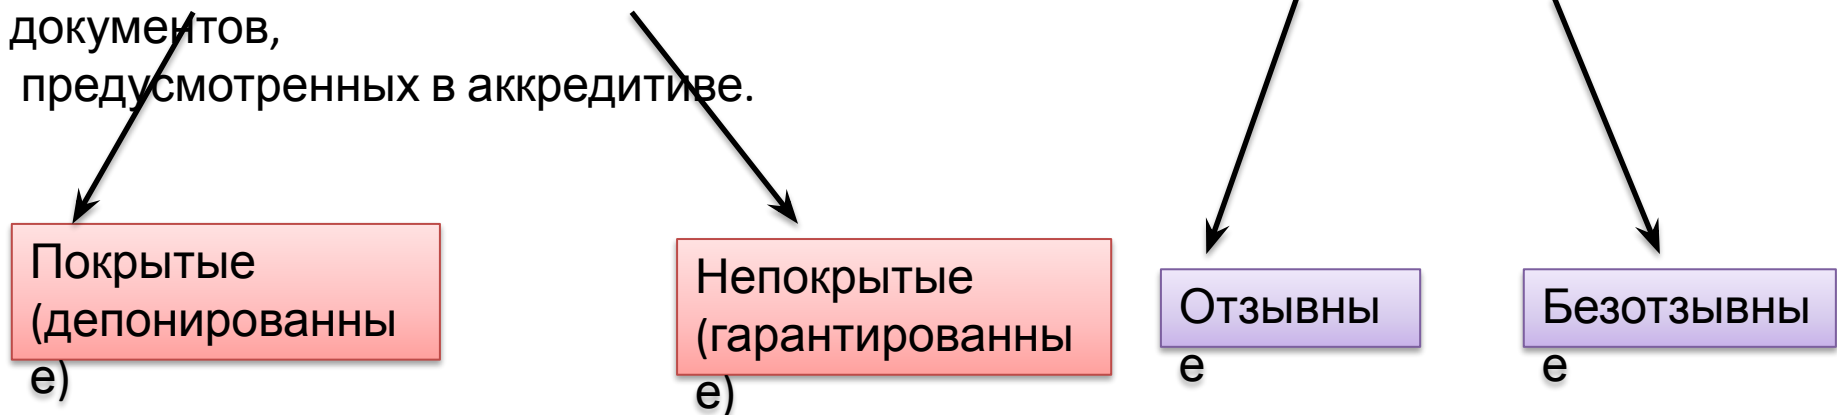 документов,
предусмотренных в аккредитиве.
Покрытые
(депонированны
е)
Непокрытые
(гарантированны
е)
Отзывны
е
Безотзывны
е